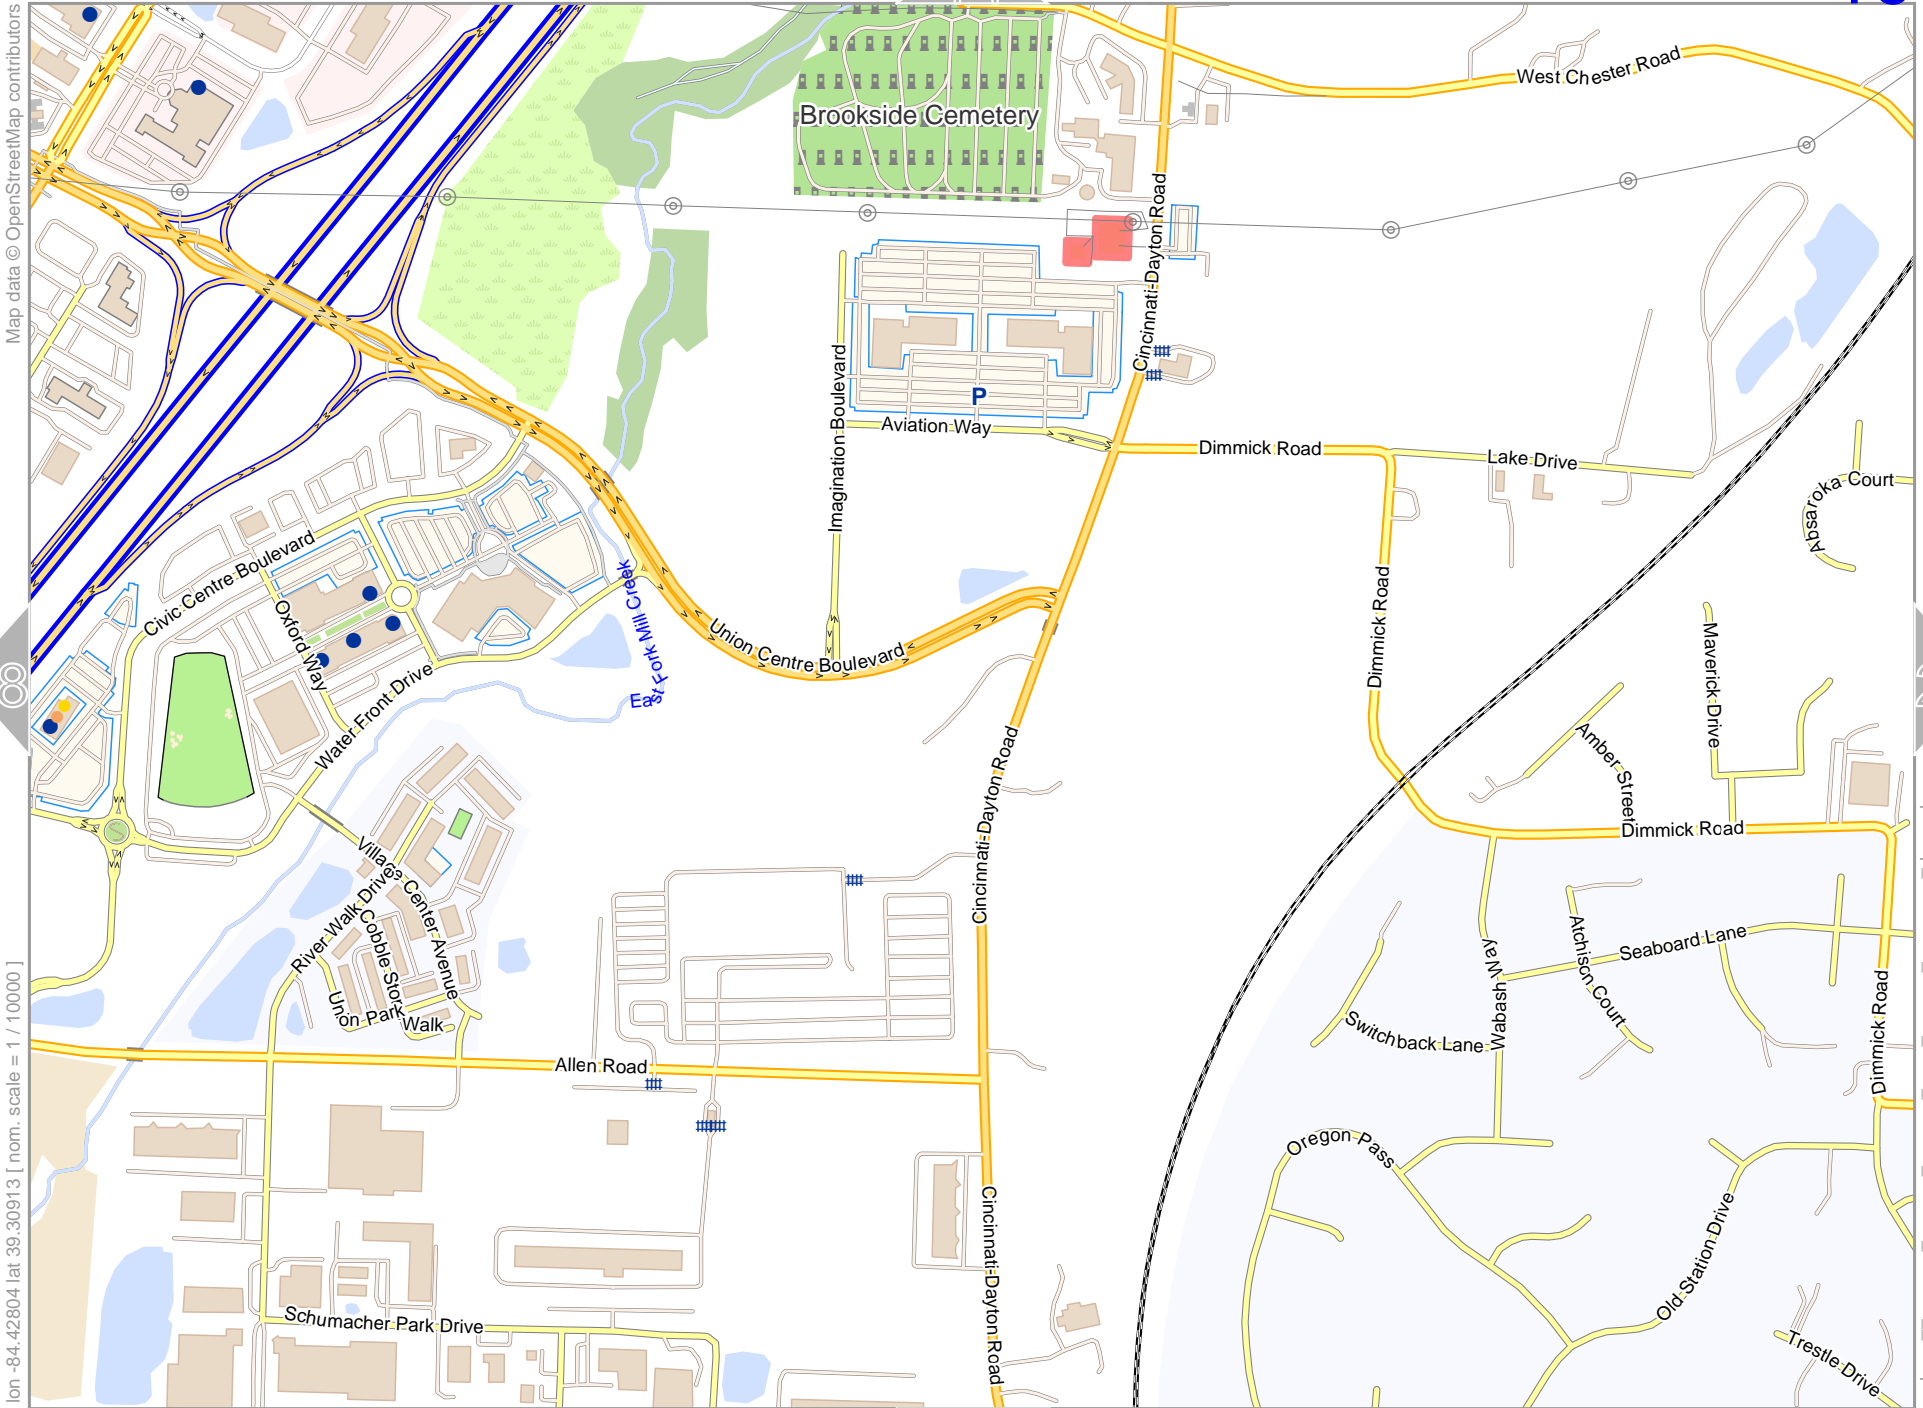 Map data © OpenStreetMap contributors
lon -84.42804 lat 39.30913 [ nom. scale = 1 / 10000 ]
West Chester Road
Brookside Cemetery
Cincinnati-Dayton Road
Imagination Boulevard
P
Aviation Way
Dimmick Road
Lake Drive
Absaroka Court
Civic Centre Boulevard
Oxford Way
Water Front Drive
East Fork Mill Creek
Union Centre Boulevard
Dimmick Road
Maverick Drive
Amber Street
Dimmick Road
8
Cincinnati-Dayton Road
Village Center Avenue
River Walk Drive
Cobble Ston
Walk
Union Park
Atchison Court
Seaboard Lane
Wabash Way
Switchback Lane
Dimmick Road
Allen Road
Oregon Pass
Old Station Drive
Cincinnati-Dayton Road
Schumacher Park Drive
Trestle Drive